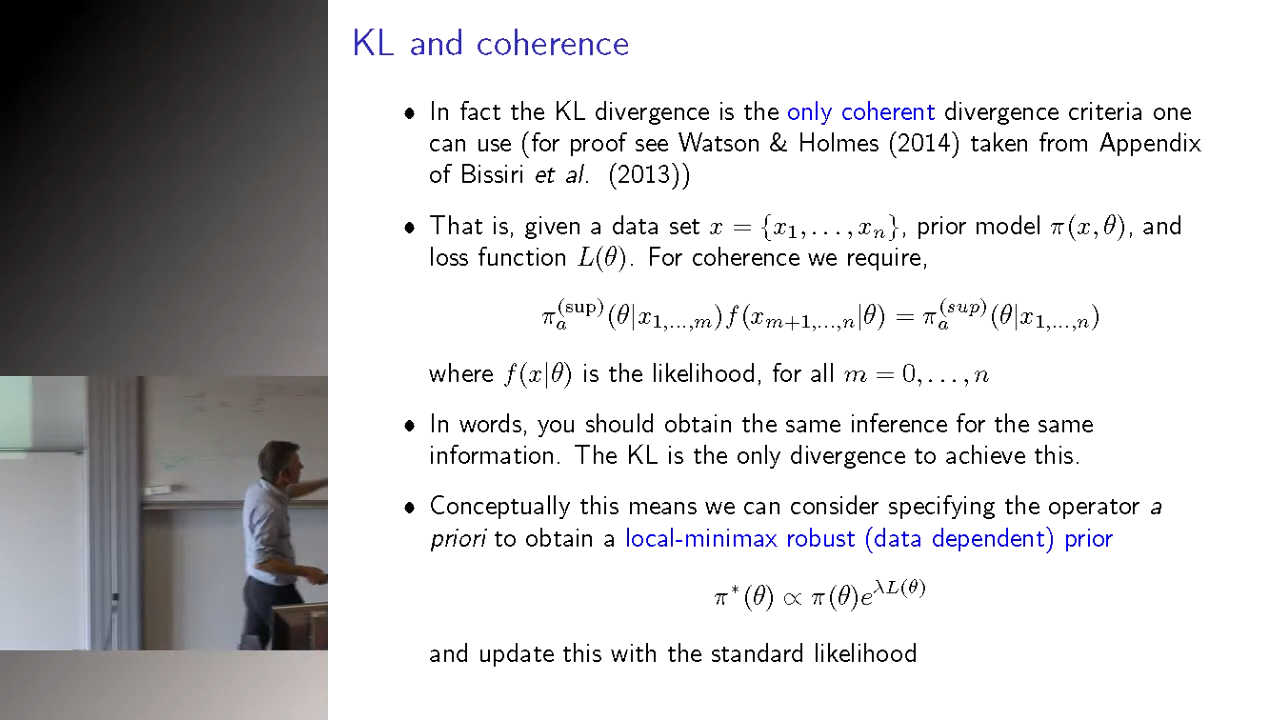 KL and coherence
• In fact the KL divergence is the only coherent divergence criteria one
can use (for proof see Watson & Holmes (2014) taken from Appendix
of Bissiri et al. (2013))
• That is, given a data set x = {x₁, . . . , xₙ}, prior model π(x, θ), and
loss function L(θ). For coherence we require,
π_a^{(sup)}(θ|x_{1,...,m})f(x_{m+1,...,n}|θ) = π_a^{(sup)}(θ|x_{1,...,n})
where f(x|θ) is the likelihood, for all m = 0, . . . , n
• In words, you should obtain the same inference for the same
information. The KL is the only divergence to achieve this.
• Conceptually this means we can consider specifying the operator a
priori to obtain a local-minimax robust (data dependent) prior
π*(θ) ∝ π(θ)e^{λL(θ)}
and update this with the standard likelihood